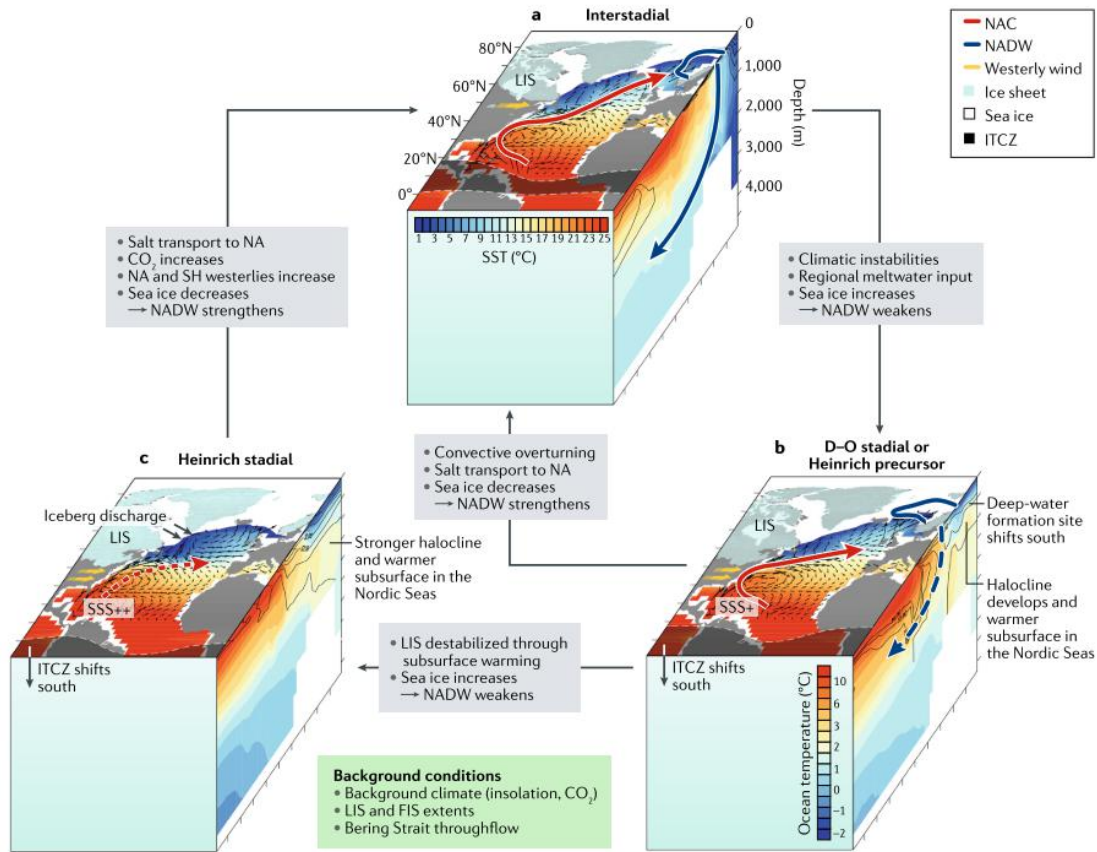 a Interstadial
80°N
60°N
40°N
20°N
0°
LIS
0
1,000
2,000
3,000
4,000
Depth (m)
1 3 5 7 9 11 13 15 17 19 21 23 25
SST (°C)
NAC
NADW
Westerly wind
Ice sheet
Sea ice
ITCZ
• Salt transport to NA
• CO₂ increases
• NA and SH westerlies increase
• Sea ice decreases
→ NADW strengthens
• Climatic instabilities
• Regional meltwater input
• Sea ice increases
→ NADW weakens
• Convective overturning
• Salt transport to NA
• Sea ice decreases
→ NADW strengthens
c Heinrich stadial
Iceberg discharge
LIS
SSS++
Stronger halocline
and warmer
subsurface in the
Nordic Seas
ITCZ shifts
south
b D–O stadial or
Heinrich precursor
LIS
SSS+
Deep-water
formation site
shifts south
Halocline
develops and
warmer
subsurface in
the Nordic Seas
ITCZ shifts
south
10
6
3
2
1
0
−1
−2
Ocean temperature (°C)
• LIS destabilized through
subsurface warming
• Sea ice increases
→ NADW weakens
Background conditions
• Background climate (insolation, CO₂)
• LIS and FIS extents
• Bering Strait throughflow